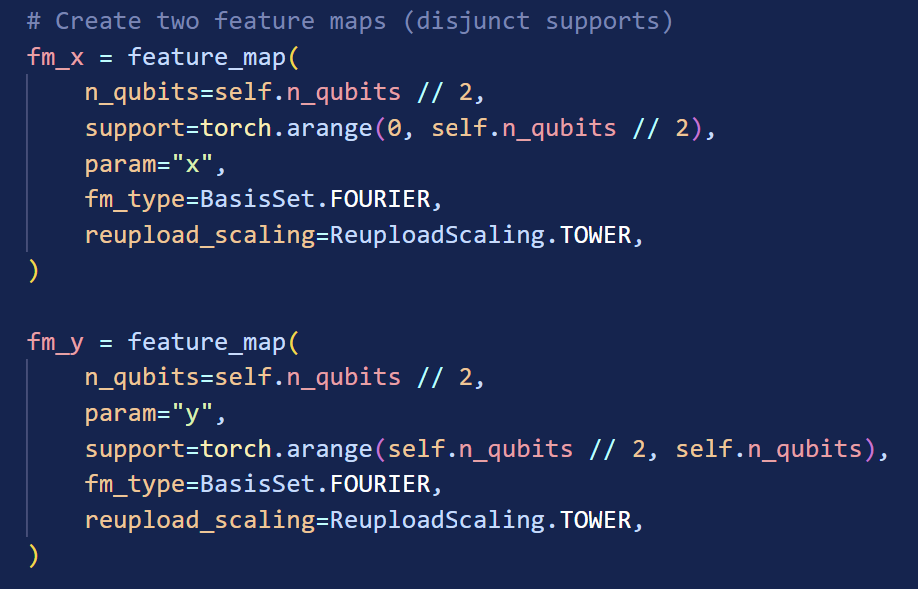 # Create two feature maps (disjunct supports)
fm_x = feature_map(
    n_qubits=self.n_qubits // 2,
    support=torch.arange(0, self.n_qubits // 2),
    param="x",
    fm_type=BasisSet.FOURIER,
    reupload_scaling=ReuploadScaling.TOWER,
)

fm_y = feature_map(
    n_qubits=self.n_qubits // 2,
    param="y",
    support=torch.arange(self.n_qubits // 2, self.n_qubits),
    fm_type=BasisSet.FOURIER,
    reupload_scaling=ReuploadScaling.TOWER,
)